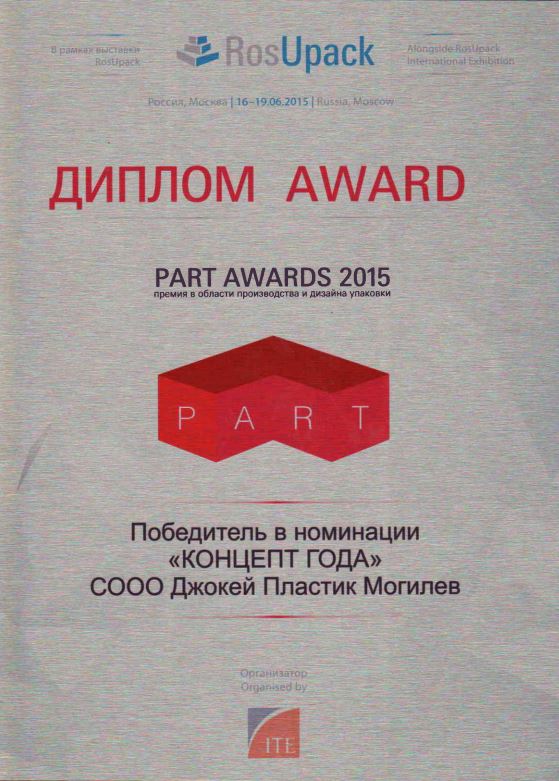 В рамках выставки
RosUpack
RosUpack
Alongside RosUpack
International Exhibition
Россия, Москва | 16–19.06.2015 | Russia, Moscow
ДИПЛОМ AWARD
PART AWARDS 2015
премия в области производства и дизайна упаковки
PART
Победитель в номинации
«КОНЦЕПТ ГОДА»
СООО Джокей Пластик Могилев
Организатор
Organised by
ITE